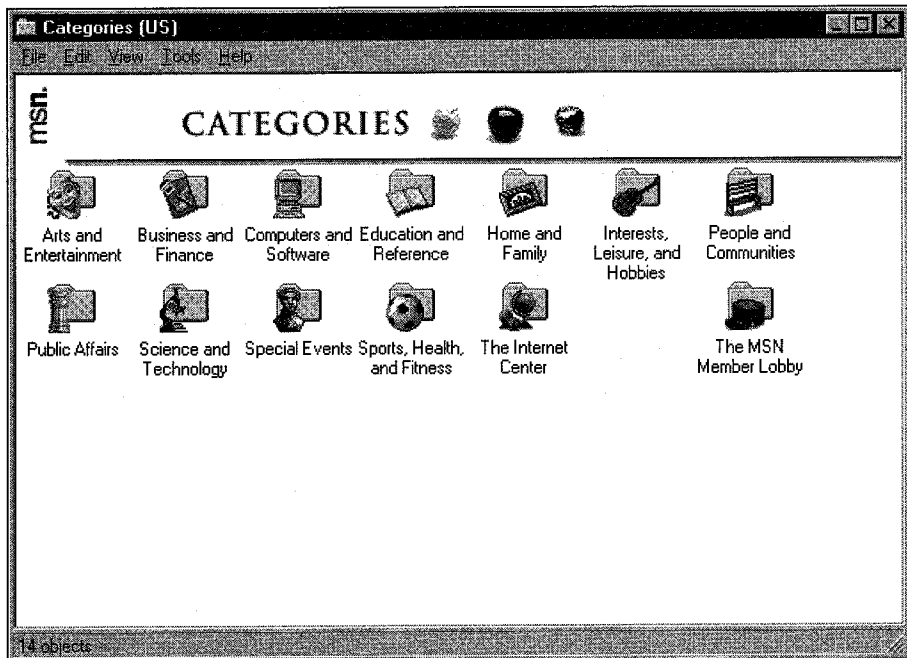 Categories (US)
File Edit View Tools Help
msn.
CATEGORIES
Arts and
Entertainment
Business and
Finance
Computers and
Software
Education and
Reference
Home and
Family
Interests,
Leisure, and
Hobbies
People and
Communities
Public Affairs
Science and
Technology
Special Events
Sports, Health,
and Fitness
The Internet
Center
The MSN
Member Lobby
14 objects